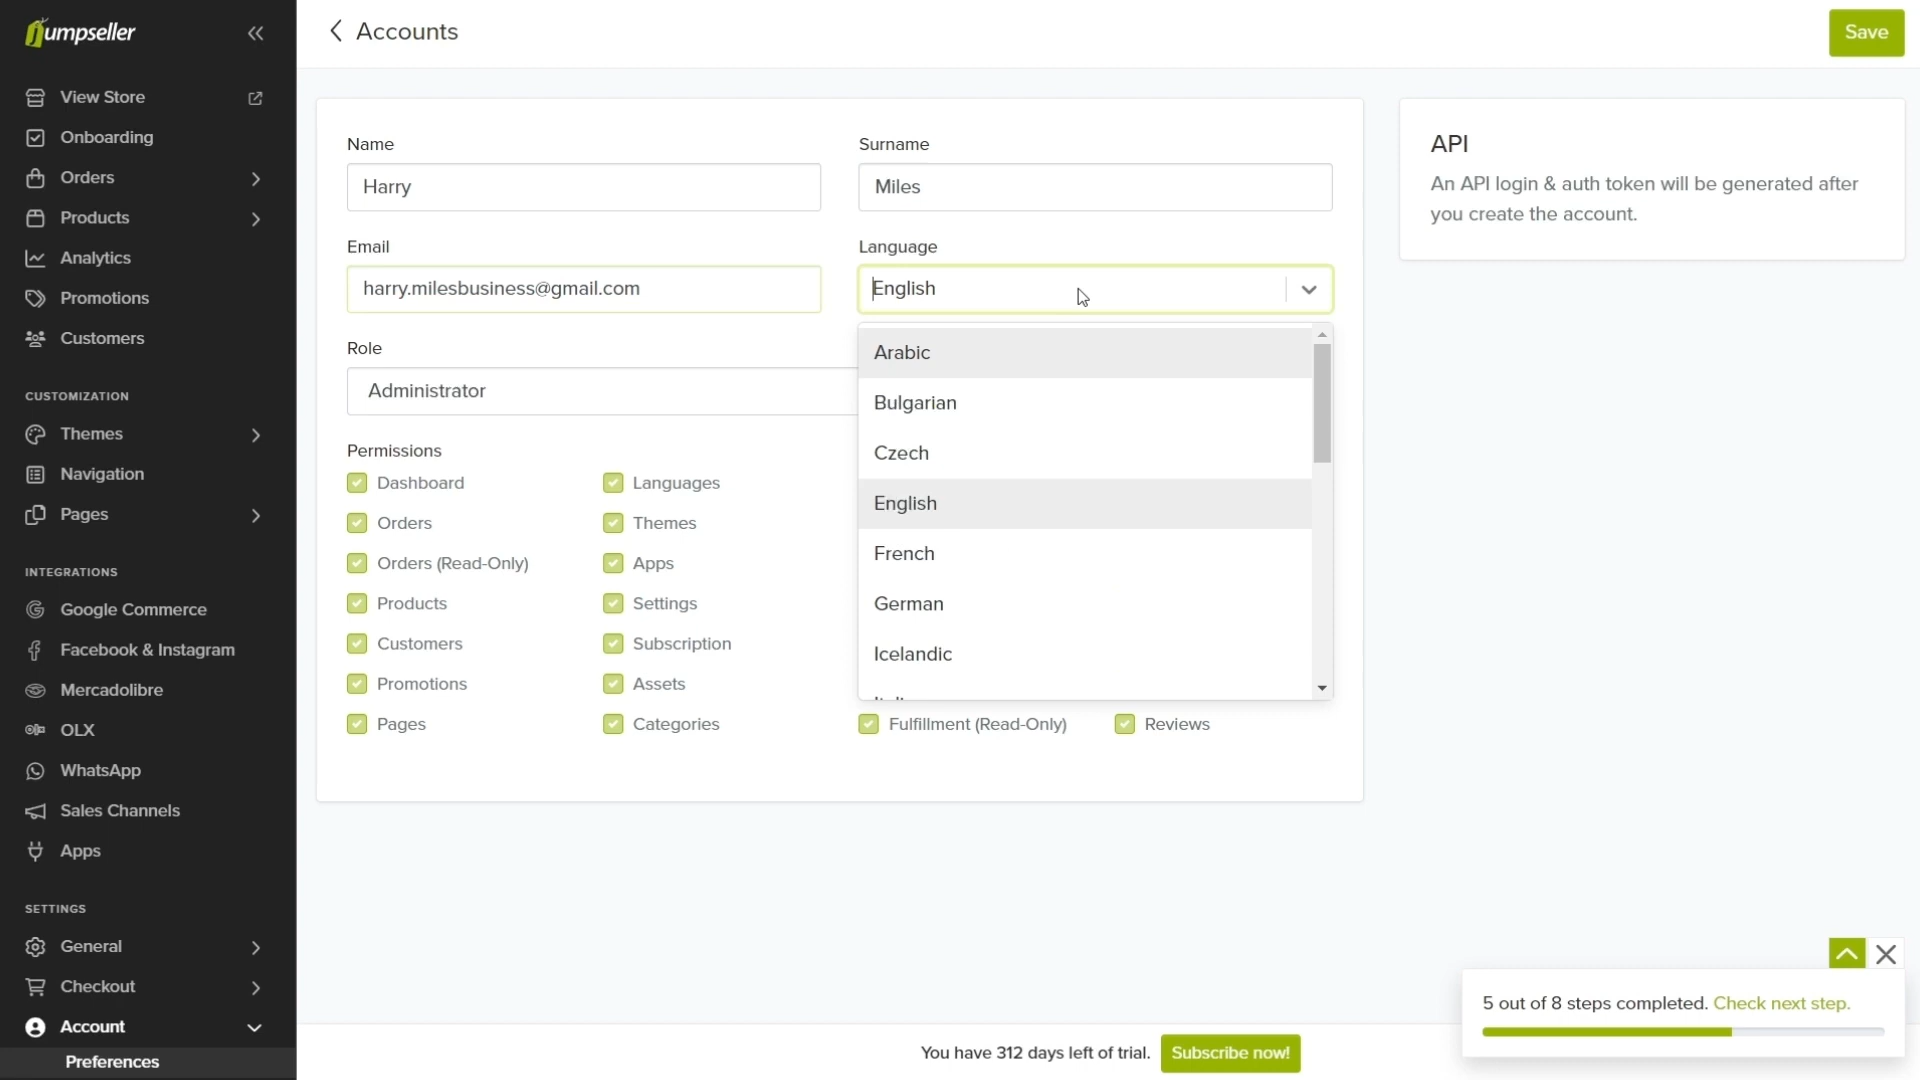 Jumpseller
View Store
Onboarding
Orders
Products
Analytics
Promotions
Customers
CUSTOMIZATION
Themes
Navigation
Pages
INTEGRATIONS
Google Commerce
Facebook & Instagram
Mercadolibre
OLX
WhatsApp
Sales Channels
Apps
SETTINGS
General
Checkout
Account
Preferences
Accounts
Save
Name
Surname
Harry
Miles
Email
Language
harry.milesbusiness@gmail.com
English
Role
Administrator
Arabic
Bulgarian
Czech
English
French
German
Icelandic
Permissions
Dashboard
Languages
Orders
Themes
Orders (Read-Only)
Apps
Products
Settings
Customers
Subscription
Promotions
Assets
Pages
Categories
Fulfillment (Read-Only)
Reviews
API
An API login & auth token will be generated after
you create the account.
5 out of 8 steps completed. Check next step.
You have 312 days left of trial.
Subscribe now!